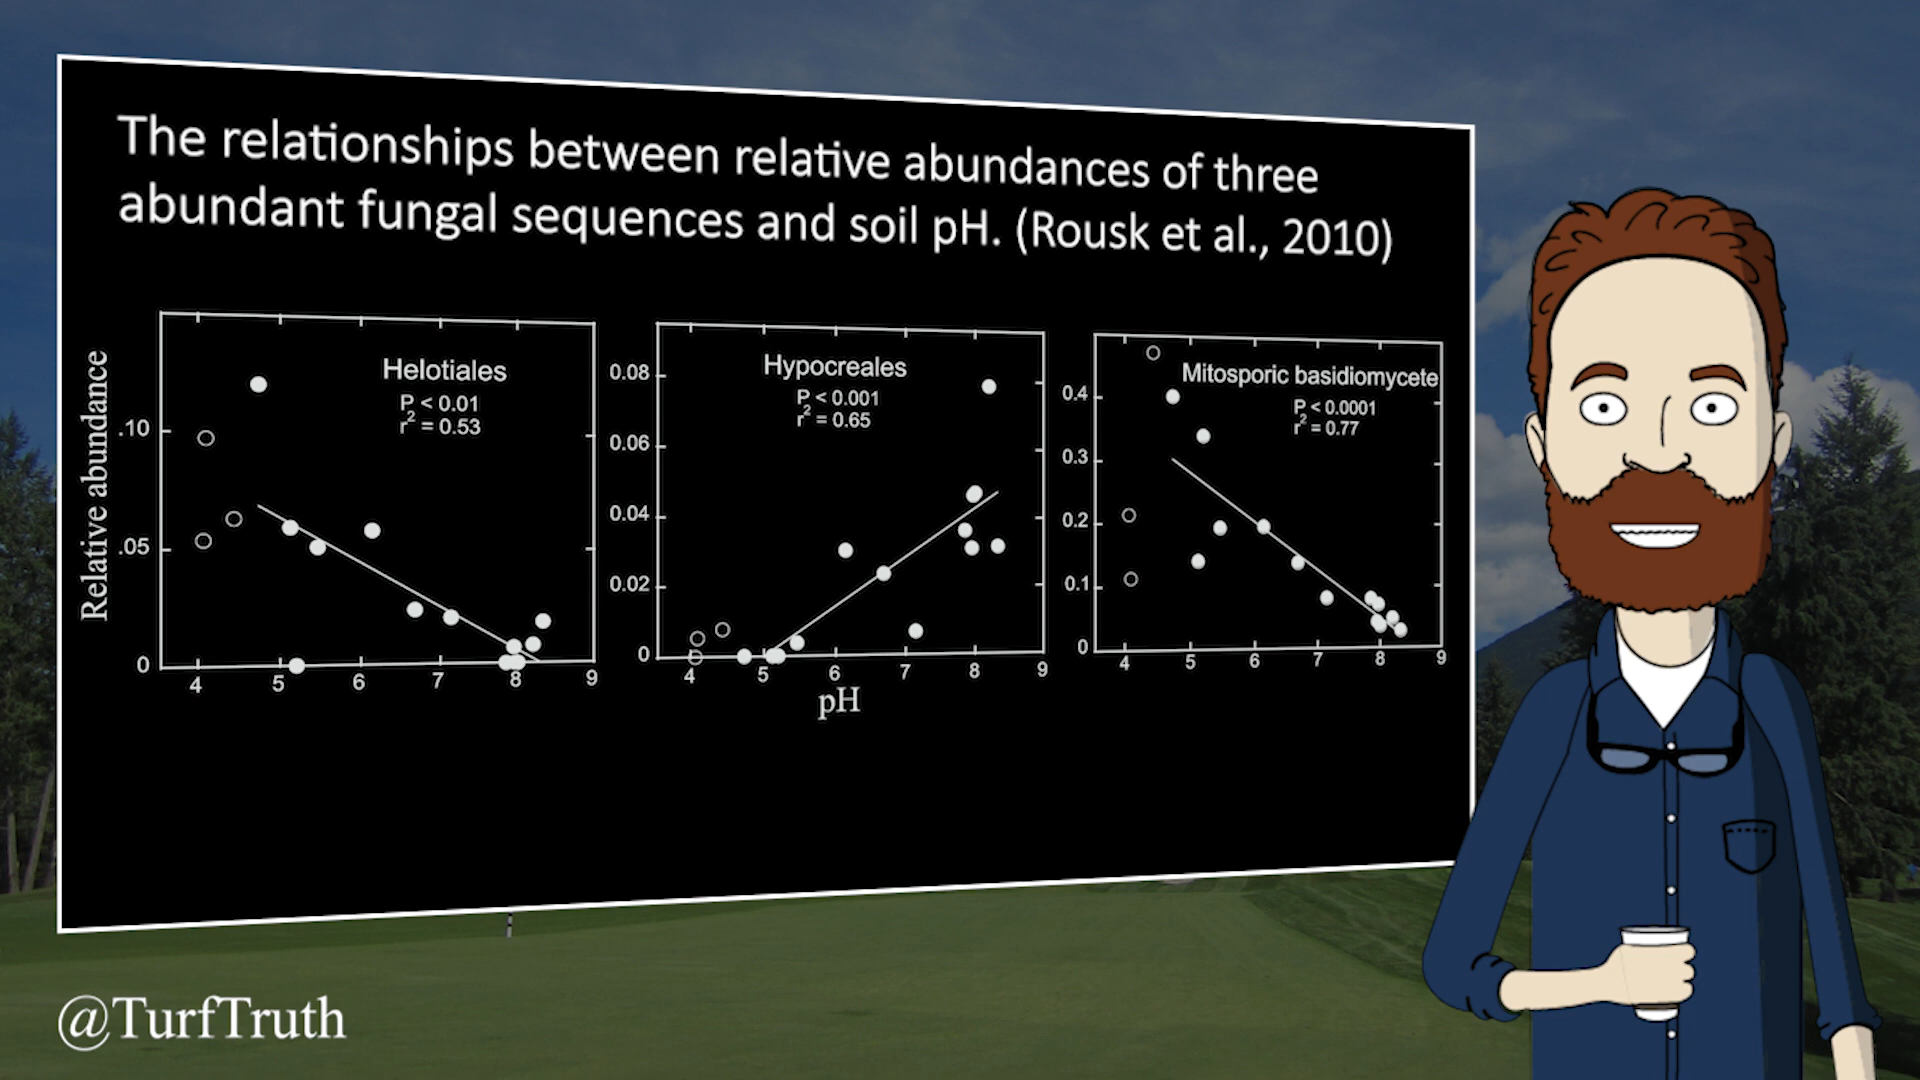 The relationships between relative abundances of three
abundant fungal sequences and soil pH. (Rousk et al., 2010)
Relative abundance
Helotiales
P < 0.01
r² = 0.53
.10
.05
0
4 5 6 7 8 9
Hypocreales
P < 0.001
r² = 0.65
0.08
0.06
0.04
0.02
0
4 5 6 7 8 9
pH
Mitosporic basidiomycete
P < 0.0001
r² = 0.77
0.4
0.3
0.2
0.1
0
4 5 6 7 8 9
@TurfTruth